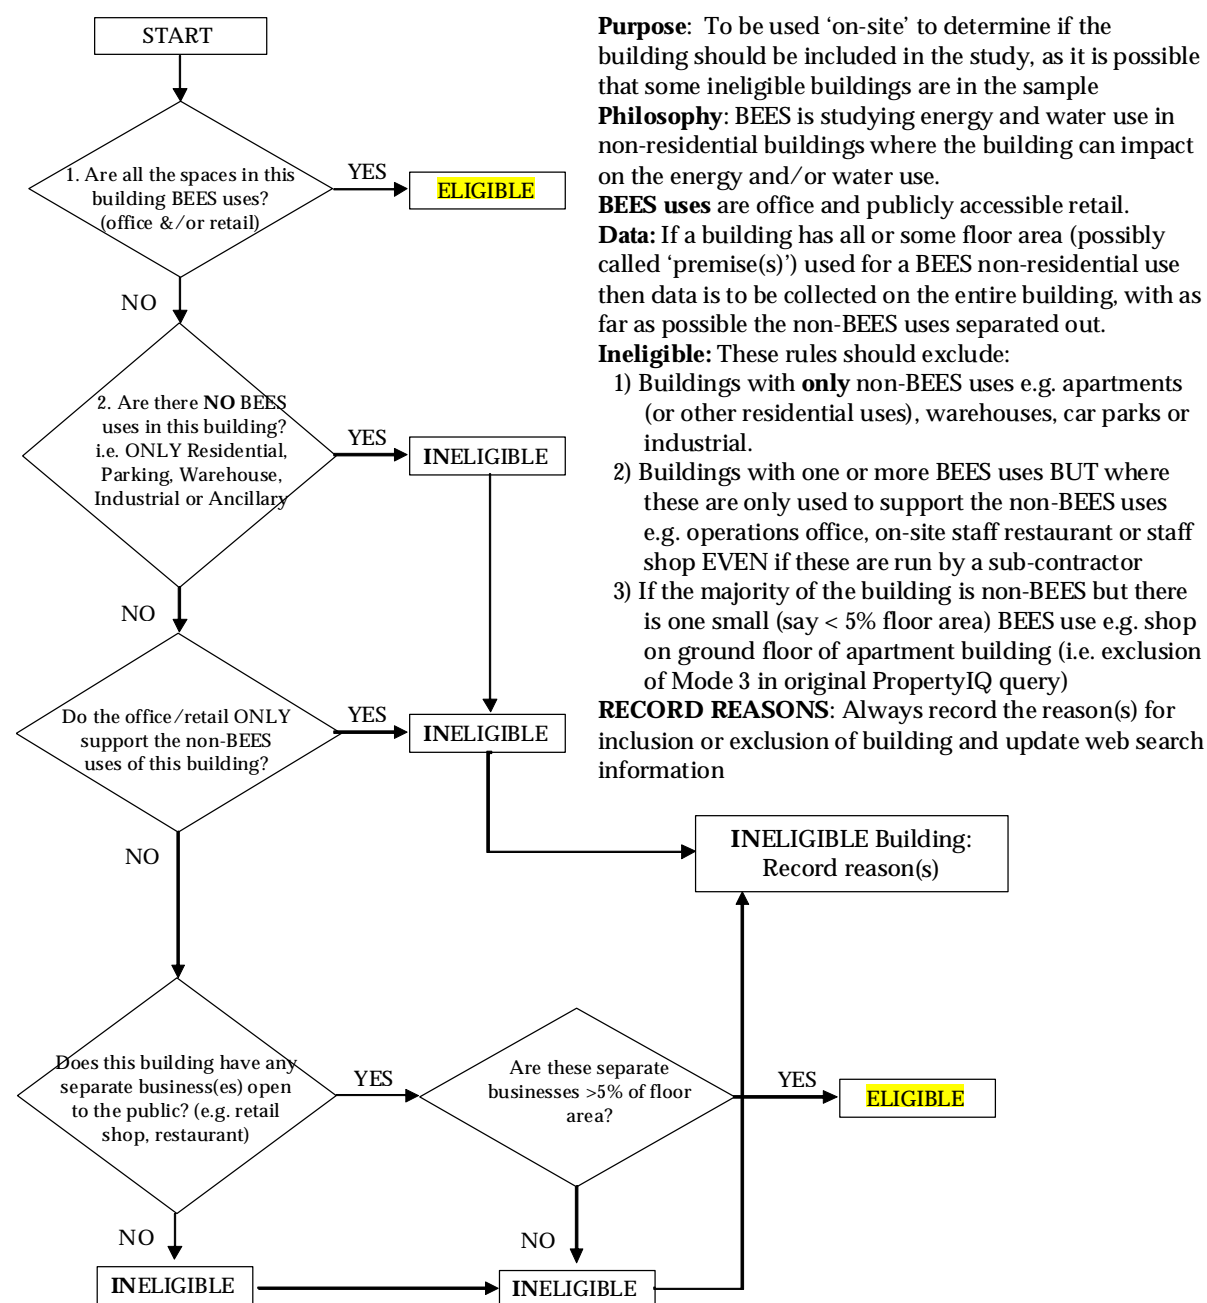 START
1. Are all the spaces in this
building BEES uses?
(office &/or retail)
YES
ELIGIBLE
NO
2. Are there NO BEES
uses in this building?
i.e. ONLY Residential,
Parking, Warehouse,
Industrial or Ancillary
YES
INELIGIBLE
NO
Do the office/retail ONLY
support the non-BEES
uses of this building?
YES
INELIGIBLE
NO
Does this building have any
separate business(es) open
to the public? (e.g. retail
shop, restaurant)
YES
Are these separate
businesses >5% of floor
area?
YES
ELIGIBLE
NO
INELIGIBLE
NO
INELIGIBLE
INELIGIBLE Building:
Record reason(s)
Purpose:  To be used ‘on-site’ to determine if the
building should be included in the study, as it is possible
that some ineligible buildings are in the sample
Philosophy: BEES is studying energy and water use in
non-residential buildings where the building can impact
on the energy and/or water use.
BEES uses are office and publicly accessible retail.
Data: If a building has all or some floor area (possibly
called ‘premise(s)’) used for a BEES non-residential use
then data is to be collected on the entire building, with as
far as possible the non-BEES uses separated out.
Ineligible: These rules should exclude:
1) Buildings with only non-BEES uses e.g. apartments
(or other residential uses), warehouses, car parks or
industrial.
2) Buildings with one or more BEES uses BUT where
these are only used to support the non-BEES uses
e.g. operations office, on-site staff restaurant or staff
shop EVEN if these are run by a sub-contractor
3) If the majority of the building is non-BEES but there
is one small (say < 5% floor area) BEES use e.g. shop
on ground floor of apartment building (i.e. exclusion
of Mode 3 in original PropertyIQ query)
RECORD REASONS: Always record the reason(s) for
inclusion or exclusion of building and update web search
information